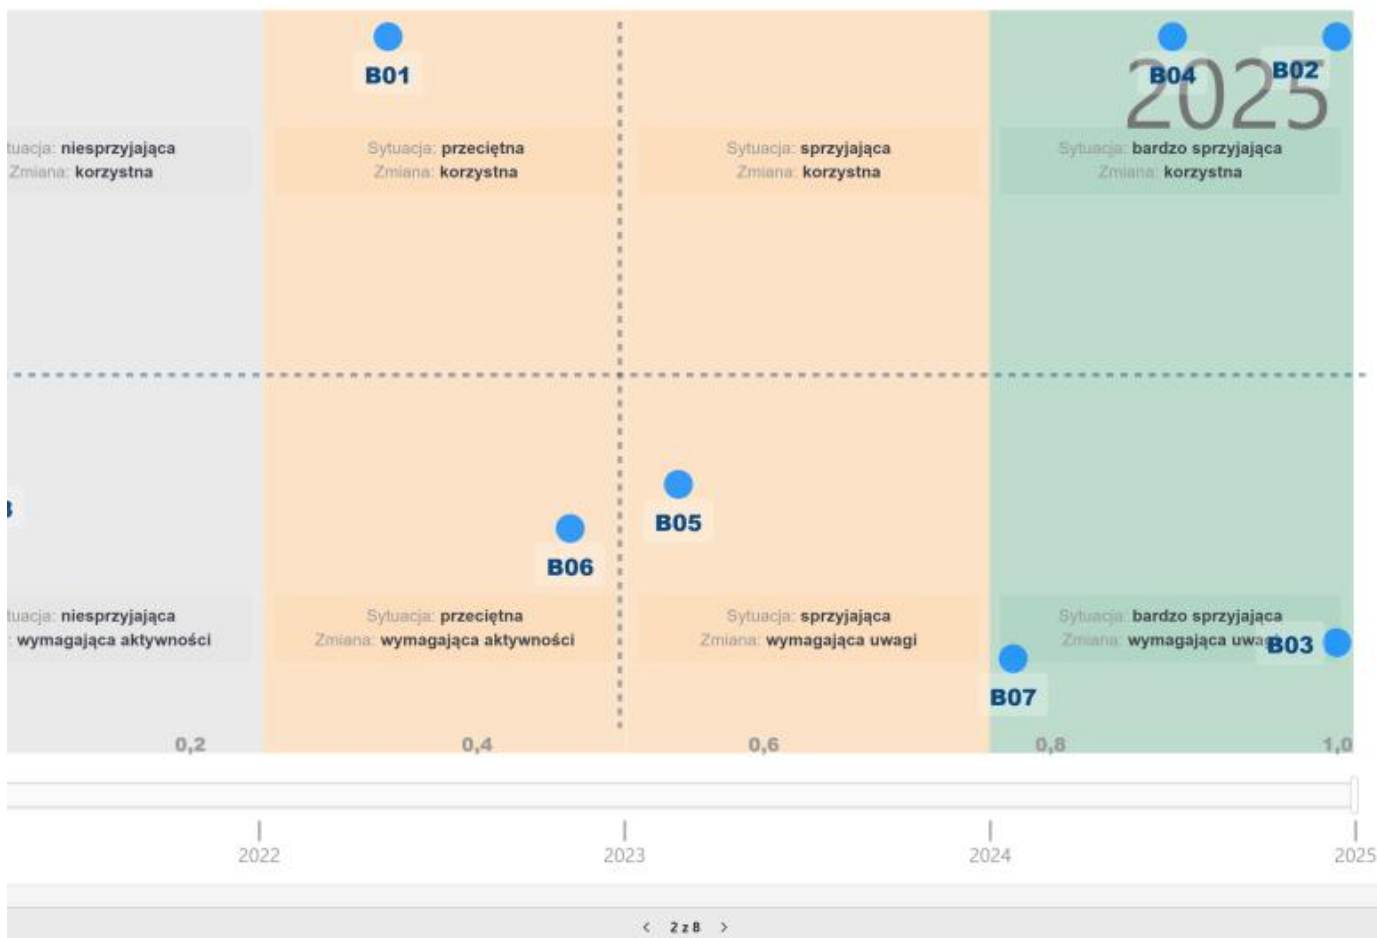 B01
B04
B02
2025
Sytuacja: niesprzyjająca
Zmiana: korzystna
Sytuacja: przeciętna
Zmiana: korzystna
Sytuacja: sprzyjająca
Zmiana: korzystna
Sytuacja: bardzo sprzyjająca
Zmiana: korzystna
B05
B06
niesprzyjająca
wymagająca aktywności
Sytuacja: przeciętna
Zmiana: wymagająca aktywności
Sytuacja: sprzyjająca
Zmiana: wymagająca uwagi
Sytuacja: bardzo sprzyjająca
Zmiana: wymagająca uwagi
B03
B07
0,2
0,4
0,6
0,8
1,0
2022
2023
2024
2025
< 2 z 8 >